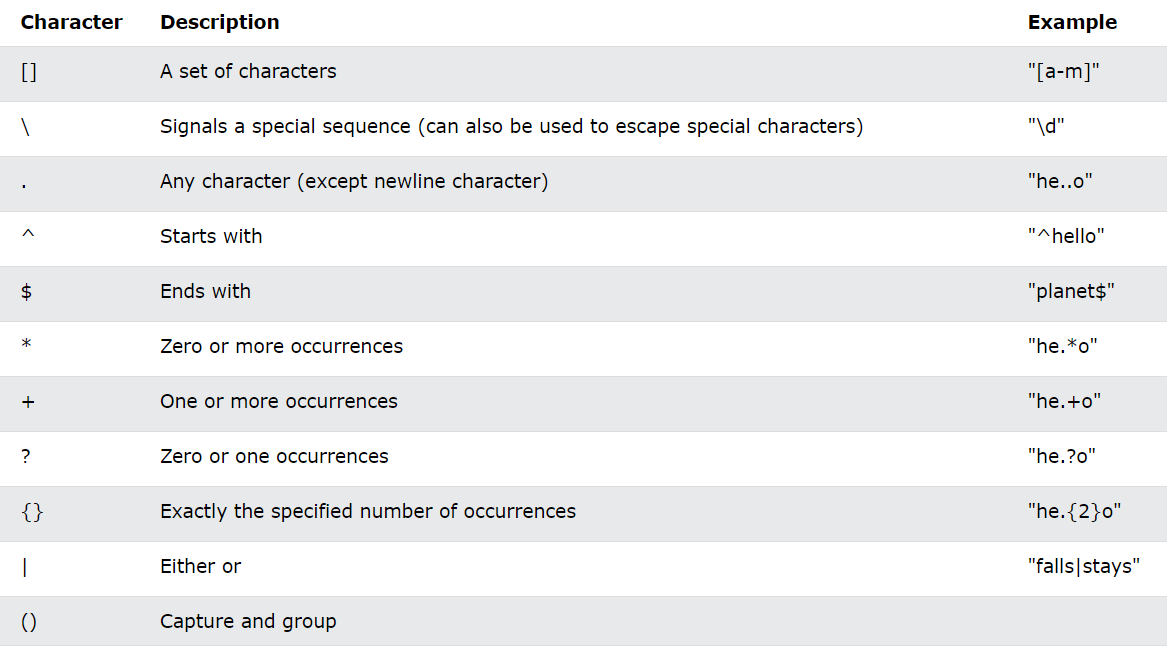 Character Description Example
[] A set of characters "[a-m]"
\ Signals a special sequence (can also be used to escape special characters) "\d"
. Any character (except newline character) "he..o"
^ Starts with "^hello"
$ Ends with "planet$"
* Zero or more occurrences "he.*o"
+ One or more occurrences "he.+o"
? Zero or one occurrences "he.?o"
{} Exactly the specified number of occurrences "he.{2}o"
| Either or "falls|stays"
() Capture and group